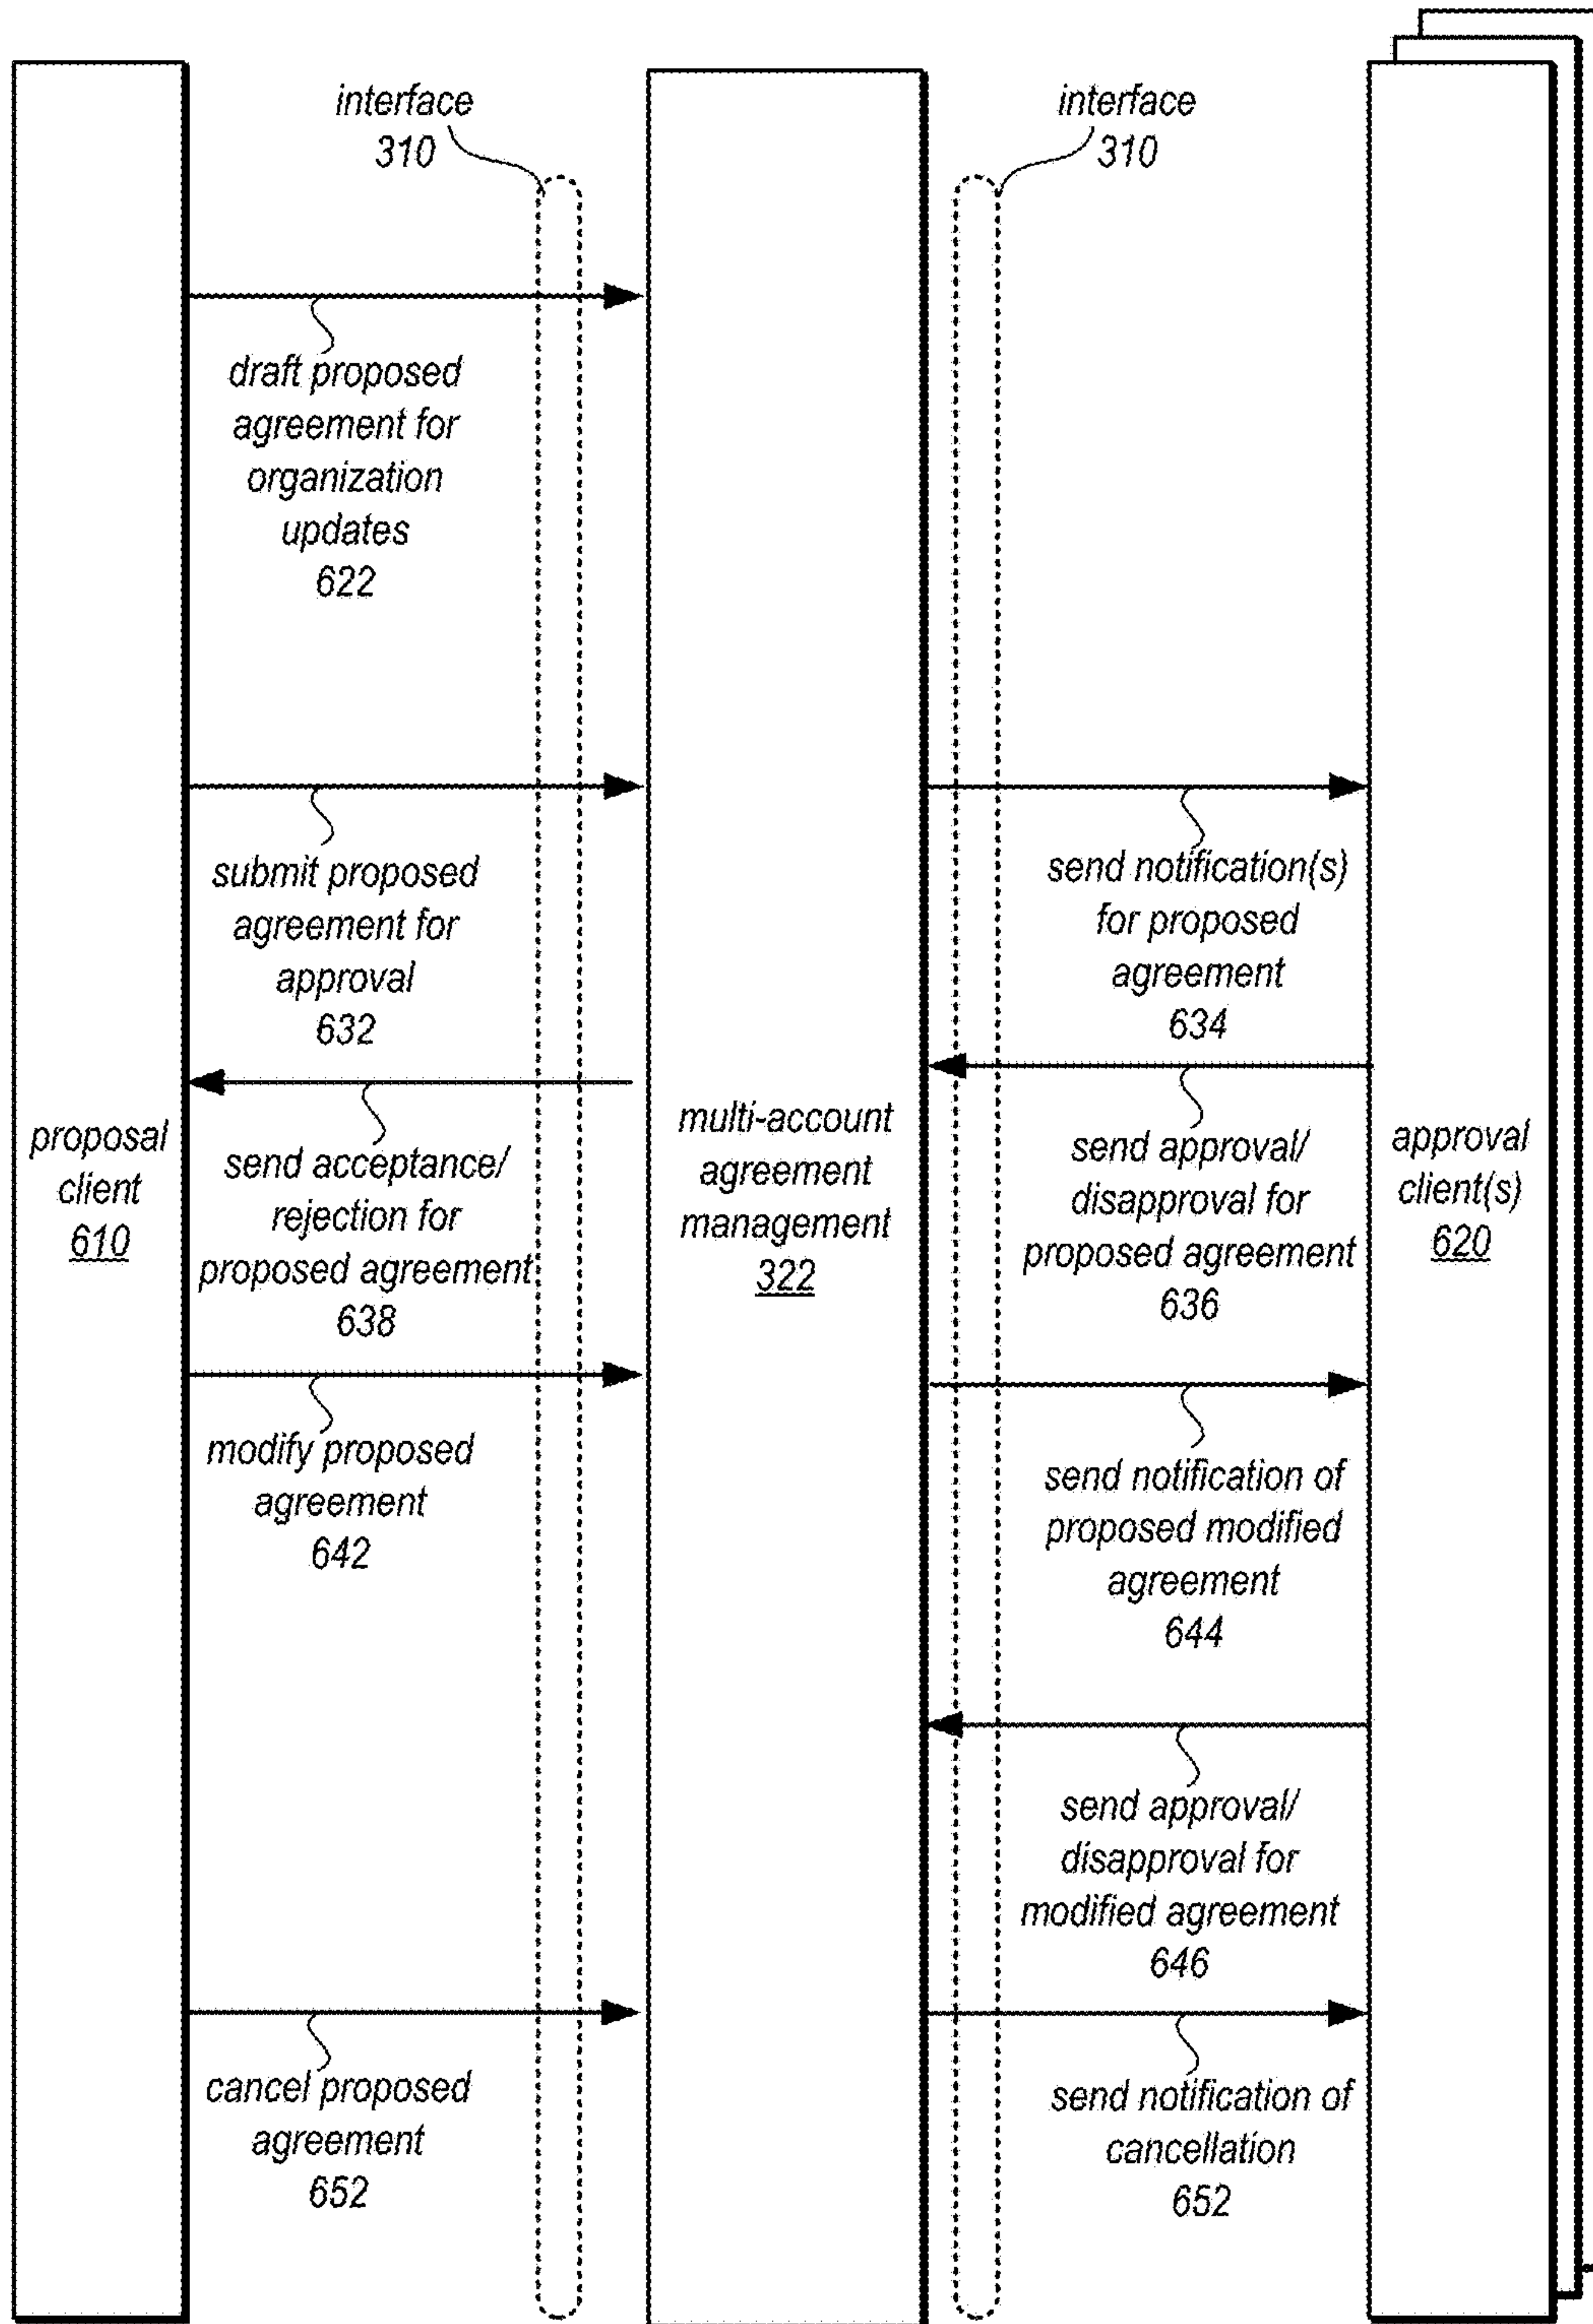 interface
310
interface
310
draft proposed
agreement for
organization
updates
622
submit proposed
agreement for
approval
632
send notification(s)
for proposed
agreement
634
proposal
client
610
send acceptance/
rejection for
proposed agreement
638
multi-account
agreement
management
322
send approval/
disapproval for
proposed agreement
636
approval
client(s)
620
modify proposed
agreement
642
send notification of
proposed modified
agreement
644
send approval/
disapproval for
modified agreement
646
cancel proposed
agreement
652
send notification of
cancellation
652